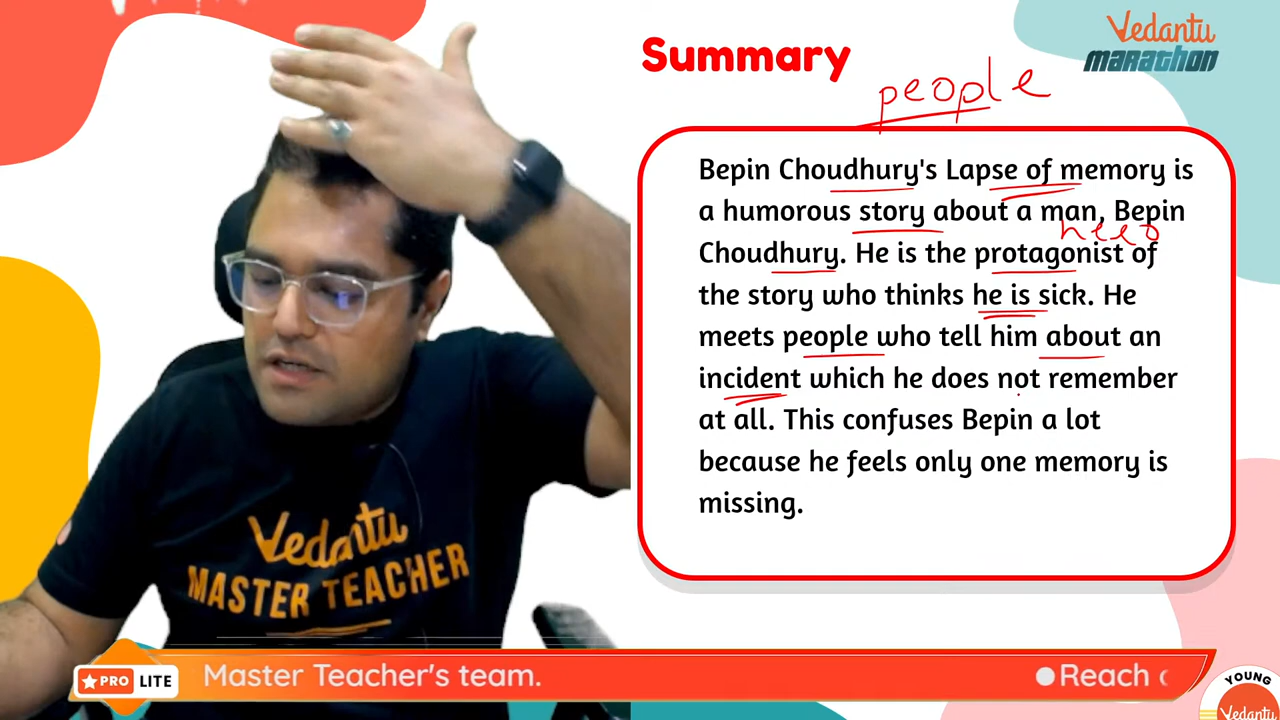 Vedantu
MARATHON
Summary
people
Bepin Choudhury's Lapse of memory is
a humorous story about a man, Bepin
hero
Choudhury. He is the protagonist of
the story who thinks he is sick. He
meets people who tell him about an
incident which he does not remember
at all. This confuses Bepin a lot
because he feels only one memory is
missing.
Vedantu
MASTER TEACHER
PRO LITE
Master Teacher's team.
Reach
YOUNG
Vedantu